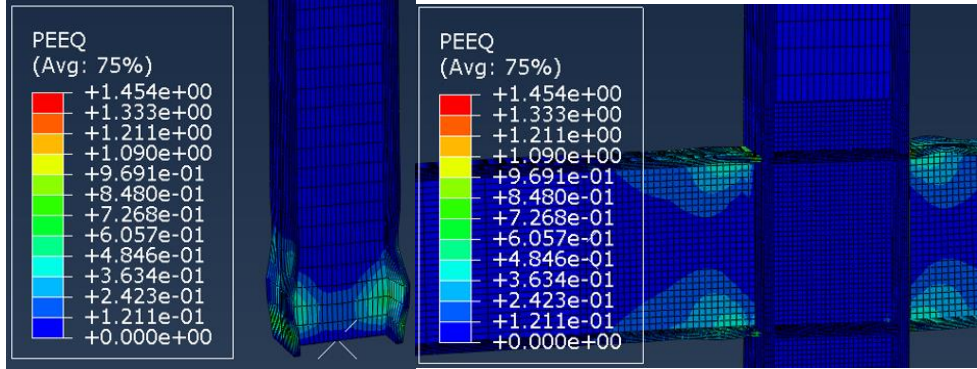 PEEQ
(Avg: 75%)
+1.454e+00
+1.333e+00
+1.211e+00
+1.090e+00
+9.691e-01
+8.480e-01
+7.268e-01
+6.057e-01
+4.846e-01
+3.634e-01
+2.423e-01
+1.211e-01
+0.000e+00
PEEQ
(Avg: 75%)
+1.454e+00
+1.333e+00
+1.211e+00
+1.090e+00
+9.691e-01
+8.480e-01
+7.268e-01
+6.057e-01
+4.846e-01
+3.634e-01
+2.423e-01
+1.211e-01
+0.000e+00